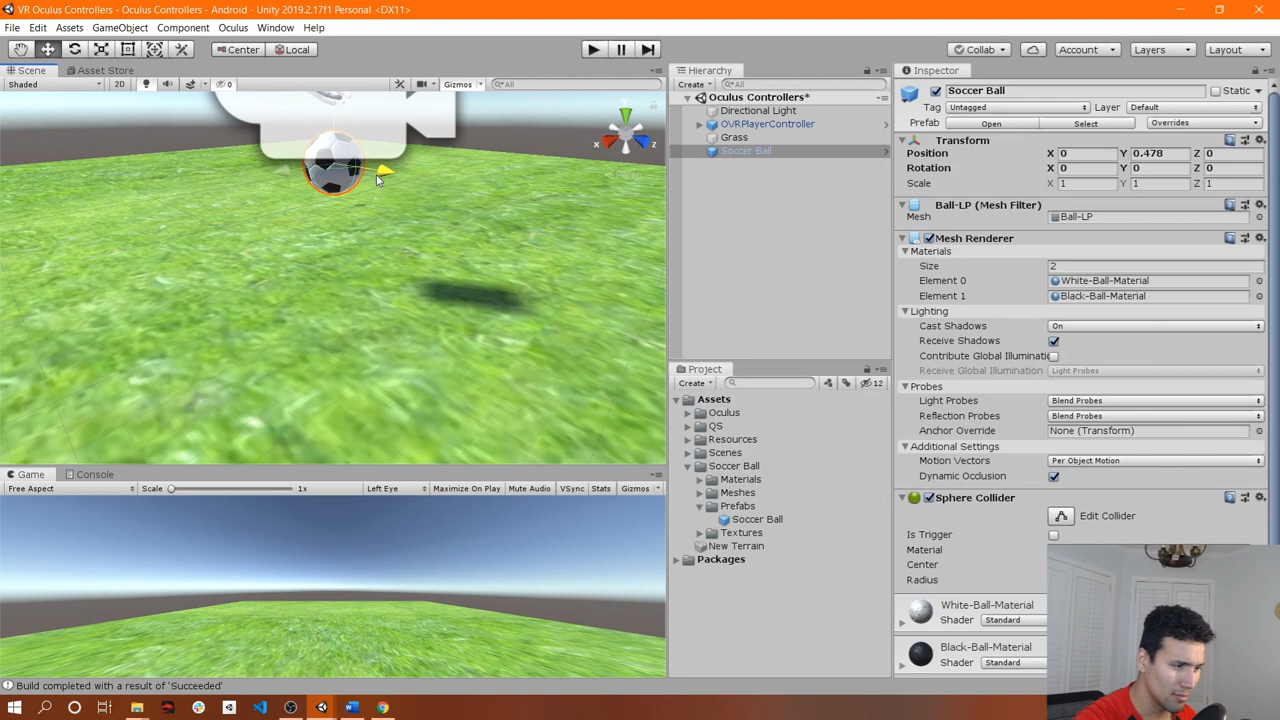 VR Oculus Controllers - Oculus Controllers - Android - Unity 2019.2.17f1 Personal <DX11>
File Edit Assets GameObject Component Oculus Window Help
Center Local Collab Account Layers Layout
Scene Asset Store
Shaded 2D 0 Gizmos All
x z
Hierarchy
Create All
Oculus Controllers*
Directional Light
OVRPlayerController
Grass
Soccer Ball
Project
Create 12
Assets
Oculus
QS
Resources
Scenes
Soccer Ball
Materials
Meshes
Prefabs
Soccer Ball
Textures
New Terrain
Packages
Inspector
Soccer Ball Static
Tag Untagged Layer Default
Prefab Open Select Overrides
Transform
Position X 0 Y 0.478 Z 0
Rotation X 0 Y 0 Z 0
Scale X 1 Y 1 Z 1
Ball-LP (Mesh Filter)
Mesh Ball-LP
Mesh Renderer
Materials
Size 2
Element 0 White-Ball-Material
Element 1 Black-Ball-Material
Lighting
Cast Shadows On
Receive Shadows
Contribute Global Illuminati
Receive Global Illumination Light Probes
Probes
Light Probes Blend Probes
Reflection Probes Blend Probes
Anchor Override None (Transform)
Additional Settings
Motion Vectors Per Object Motion
Dynamic Occlusion
Sphere Collider
Edit Collider
Is Trigger
Material
Center
Radius
White-Ball-Material
Shader Standard
Black-Ball-Material
Shader Standard
Game Console
Free Aspect Scale 1x Left Eye Maximize On Play Mute Audio VSync Stats Gizmos
Build completed with a result of 'Succeeded'